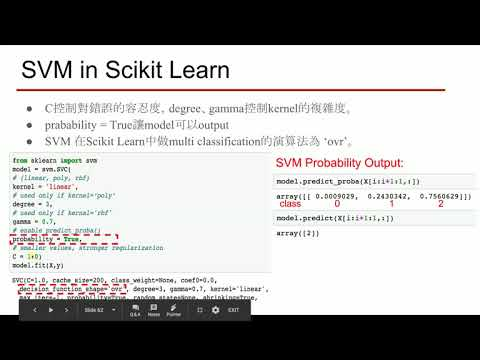 SVM in Scikit Learn
● C控制對錯誤的容忍度, degree、gamma控制kernel的複雜度。
● prabability = True讓model可以output
● SVM 在Scikit Learn中做multi classification的演算法為 ‘ovr’。
from sklearn import svm
model = svm.SVC(
# (linear, poly, rbf)
kernel = 'linear',
# used only if kernel='poly'
degree = 3,
# used only if kernel='rbf'
gamma = 0.7,
# enable predict_proba()
probability = True,
# smaller values, stronger regularization
C = 1.0)
model.fit(X,y)
SVC(C=1.0, cache_size=200, class_weight=None, coef0=0.0,
decision_function_shape='ovr', degree=3, gamma=0.7, kernel='linear',
max_iter=-1, probability=True, random_state=None, shrinking=True,
SVM Probability Output:
model.predict_proba(X[i:i+1:1,:])
array([[ 0.0009029, 0.2430342, 0.7560629]])
class 0 1 2
model.predict(X[i:i+1:1,:])
array([2])
Slide 62
Q&A
Notes
Pointer
EXIT